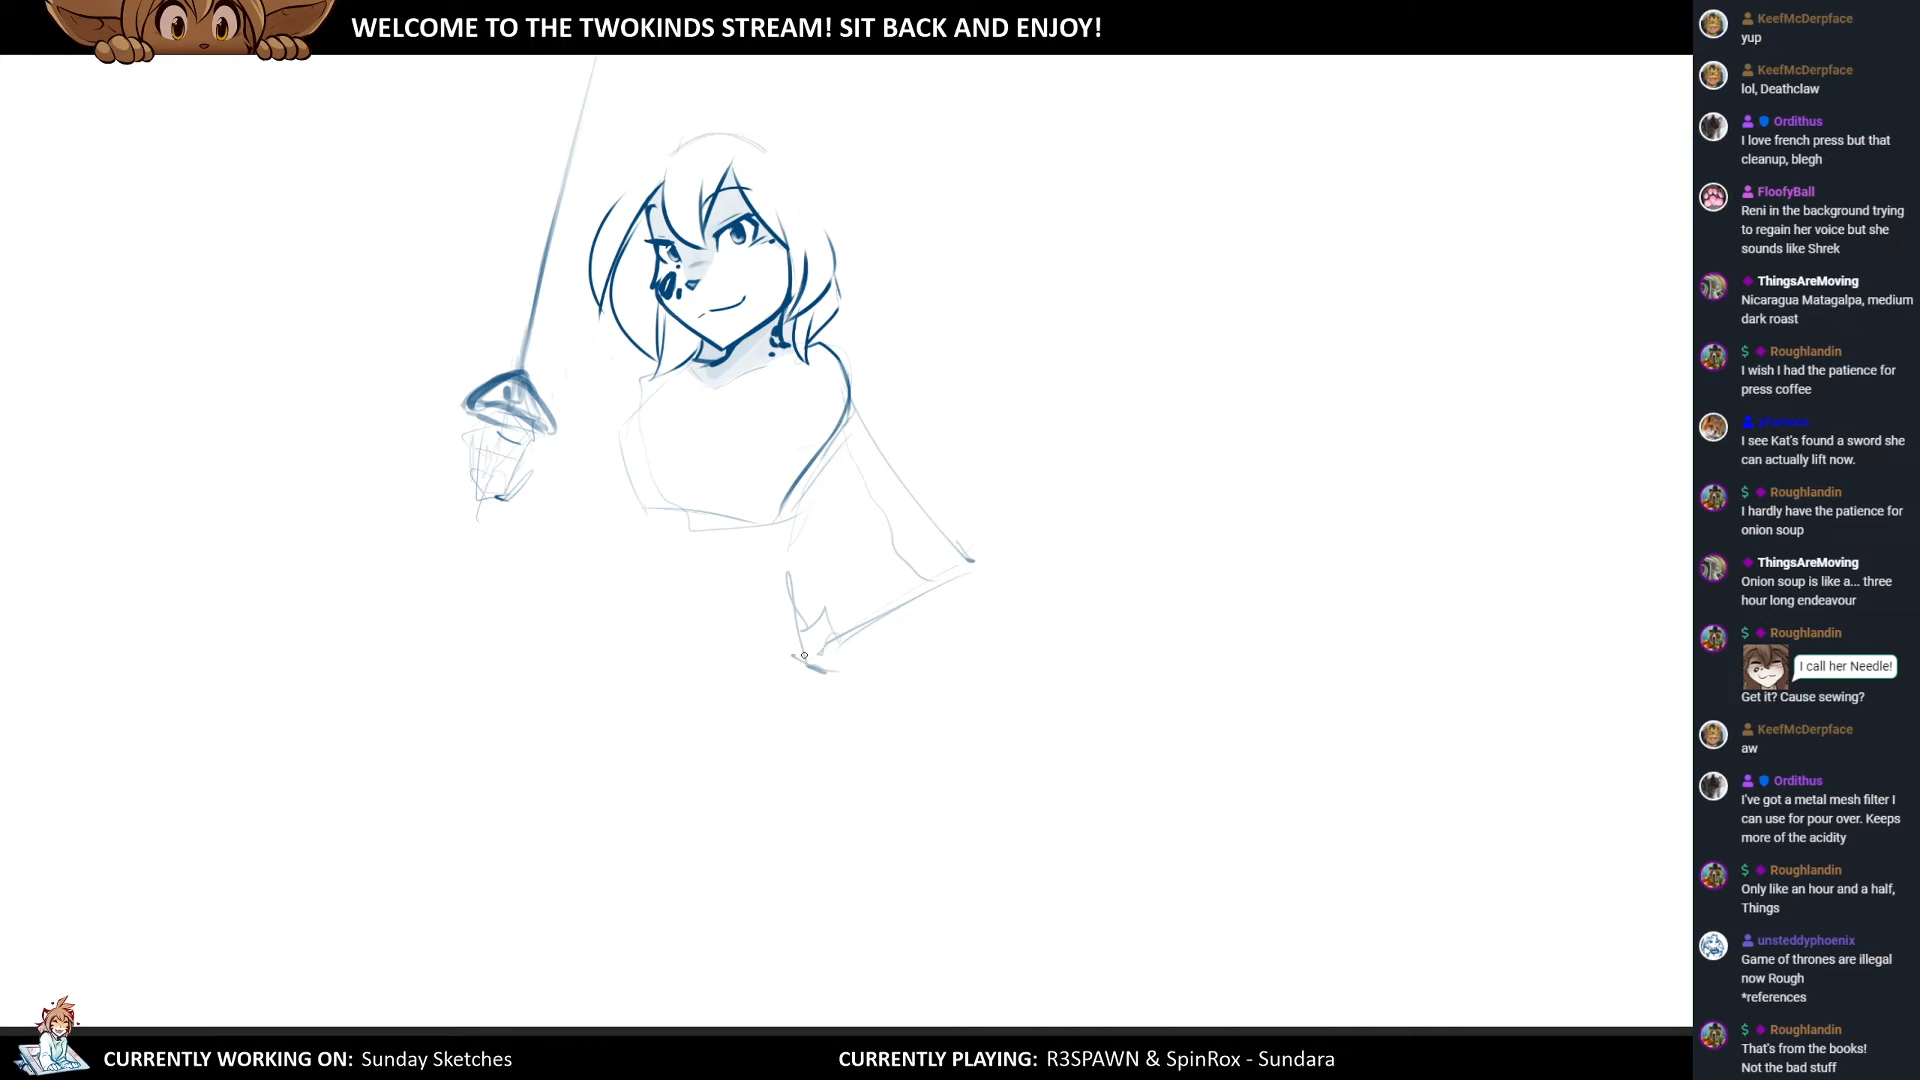 WELCOME TO THE TWOKINDS STREAM! SIT BACK AND ENJOY!
KeefMcDerpface
yup
KeefMcDerpface
lol, Deathclaw
Ordithus
I love french press but that
cleanup, blegh
FloofyBall
Reni in the background trying
to regain her voice but she
sounds like Shrek
ThingsAreMoving
Nicaragua Matagalpa, medium
dark roast
$ Roughlandin
I wish I had the patience for
press coffee
yFamous
I see Kat's found a sword she
can actually lift now.
$ Roughlandin
I hardly have the patience for
onion soup
ThingsAreMoving
Onion soup is like a... three
hour long endeavour
$ Roughlandin
I call her Needle!
Get it? Cause sewing?
KeefMcDerpface
aw
Ordithus
I've got a metal mesh filter I
can use for pour over. Keeps
more of the acidity
$ Roughlandin
Only like an hour and a half,
Things
unsteddyphoenix
Game of thrones are illegal
now Rough
*references
$ Roughlandin
That's from the books!
Not the bad stuff
CURRENTLY WORKING ON: Sunday Sketches
CURRENTLY PLAYING: R3SPAWN & SpinRox - Sundara